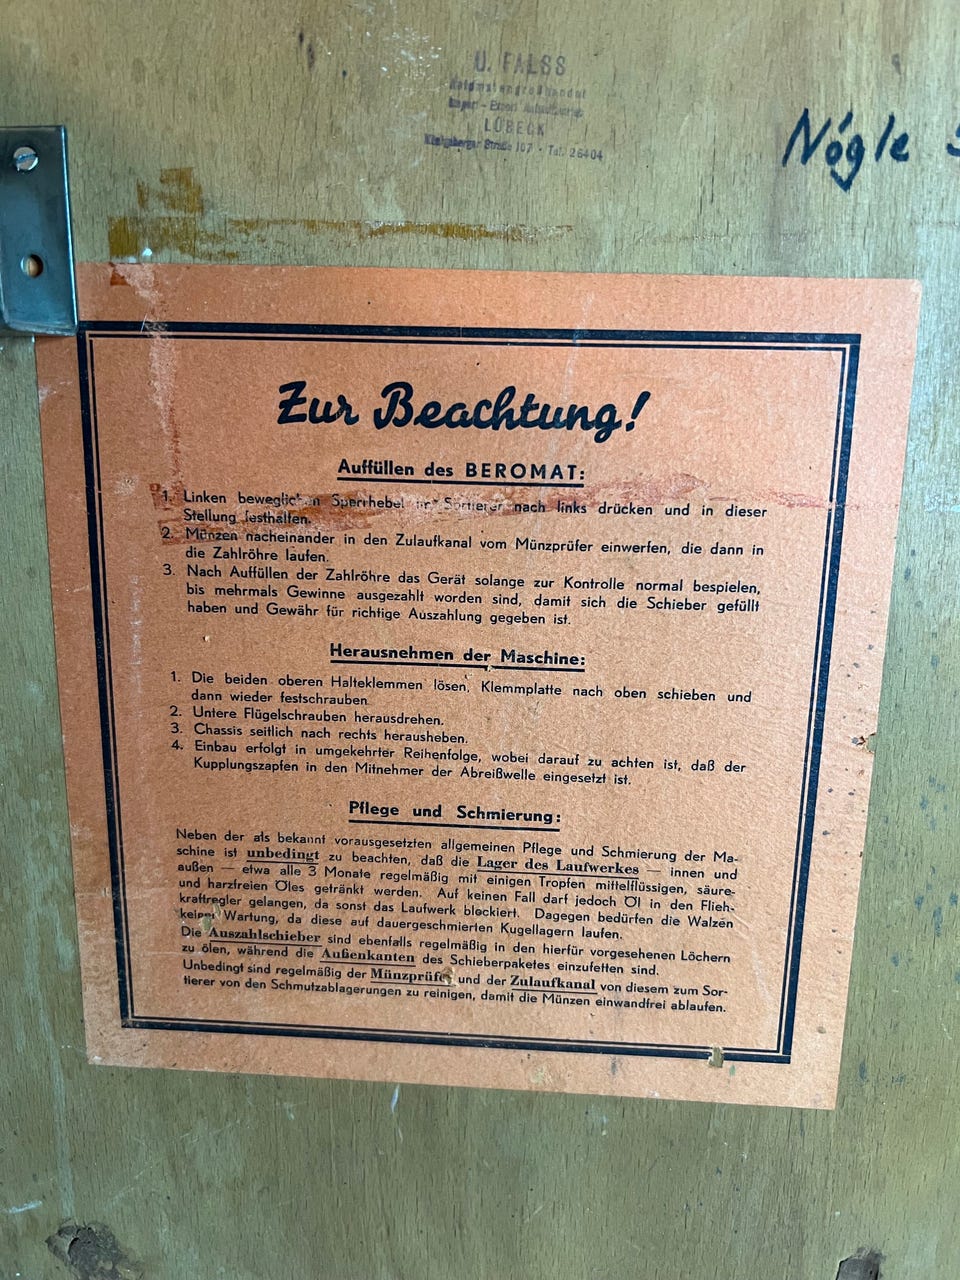 U. FALSS
Automatengroßhandel
LÜBECK
Königsberger Straße 107 · Tel. 26404
Nógle
Zur Beachtung!
Auffüllen des BEROMAT:
1. Linken beweglichen Sperrhebel im Sortierer nach links drücken und in dieser
Stellung festhalten.
2. Münzen nacheinander in den Zulaufkanal vom Münzprüfer einwerfen, die dann in
die Zahlröhre laufen.
3. Nach Auffüllen der Zahlröhre das Gerät solange zur Kontrolle normal bespielen,
bis mehrmals Gewinne ausgezahlt worden sind, damit sich die Schieber gefüllt
haben und Gewähr für richtige Auszahlung gegeben ist.
Herausnehmen der Maschine:
1. Die beiden oberen Halteklemmen lösen, Klemmplatte nach oben schieben und
dann wieder festschrauben.
2. Untere Flügelschrauben herausdrehen.
3. Chassis seitlich nach rechts herausheben.
4. Einbau erfolgt in umgekehrter Reihenfolge, wobei darauf zu achten ist, daß der
Kupplungszapfen in den Mitnehmer der Abreißwelle eingesetzt ist.
Pflege und Schmierung:
Neben der als bekannt vorausgesetzten allgemeinen Pflege und Schmierung der Ma-
schine ist unbedingt zu beachten, daß die Lager des Laufwerkes — innen und
außen — etwa alle 3 Monate regelmäßig mit einigen Tropfen mittelflüssigen, säure-
und harzfreien Öles getränkt werden. Auf keinen Fall darf jedoch Öl in den Flieh-
kraftregler gelangen, da sonst das Laufwerk blockiert. Dagegen bedürfen die Walzen
keiner Wartung, da diese auf dauergeschmierten Kugellagern laufen.
Die Auszahlschieber sind ebenfalls regelmäßig in den hierfür vorgesehenen Löchern
zu ölen, während die Außenkanten des Schieberpaketes einzufetten sind.
Unbedingt sind regelmäßig der Münzprüfer und der Zulaufkanal von diesem zum Sor-
tierer von den Schmutzablagerungen zu reinigen, damit die Münzen einwandfrei ablaufen.